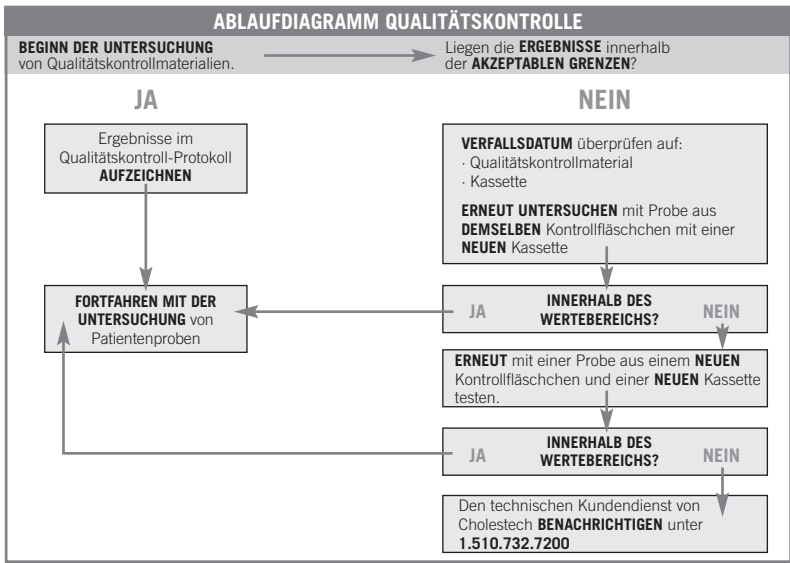 ABLAUFDIAGRAMM QUALITÄTSKONTROLLE
BEGINN DER UNTERSUCHUNG
von Qualitätskontrollmaterialien.
Liegen die ERGEBNISSE innerhalb
der AKZEPTABLEN GRENZEN?
JA
Ergebnisse im
Qualitätskontroll-Protokoll
AUFZEICHNEN
FORTFAHREN MIT DER
UNTERSUCHUNG von
Patientenproben
NEIN
VERFALLSDATUM überprüfen auf:
· Qualitätskontrollmaterial
· Kassette
ERNEUT UNTERSUCHEN mit Probe aus
DEMSELBEN Kontrollfläschchen mit einer
NEUEN Kassette
JA
INNERHALB DES
WERTEBEREICHS?
NEIN
ERNEUT mit einer Probe aus einem NEUEN
Kontrollfläschchen und einer NEUEN Kassette
testen.
JA
INNERHALB DES
WERTEBEREICHS?
NEIN
Den technischen Kundendienst von
Cholestech BENACHRICHTIGEN unter
1.510.732.7200